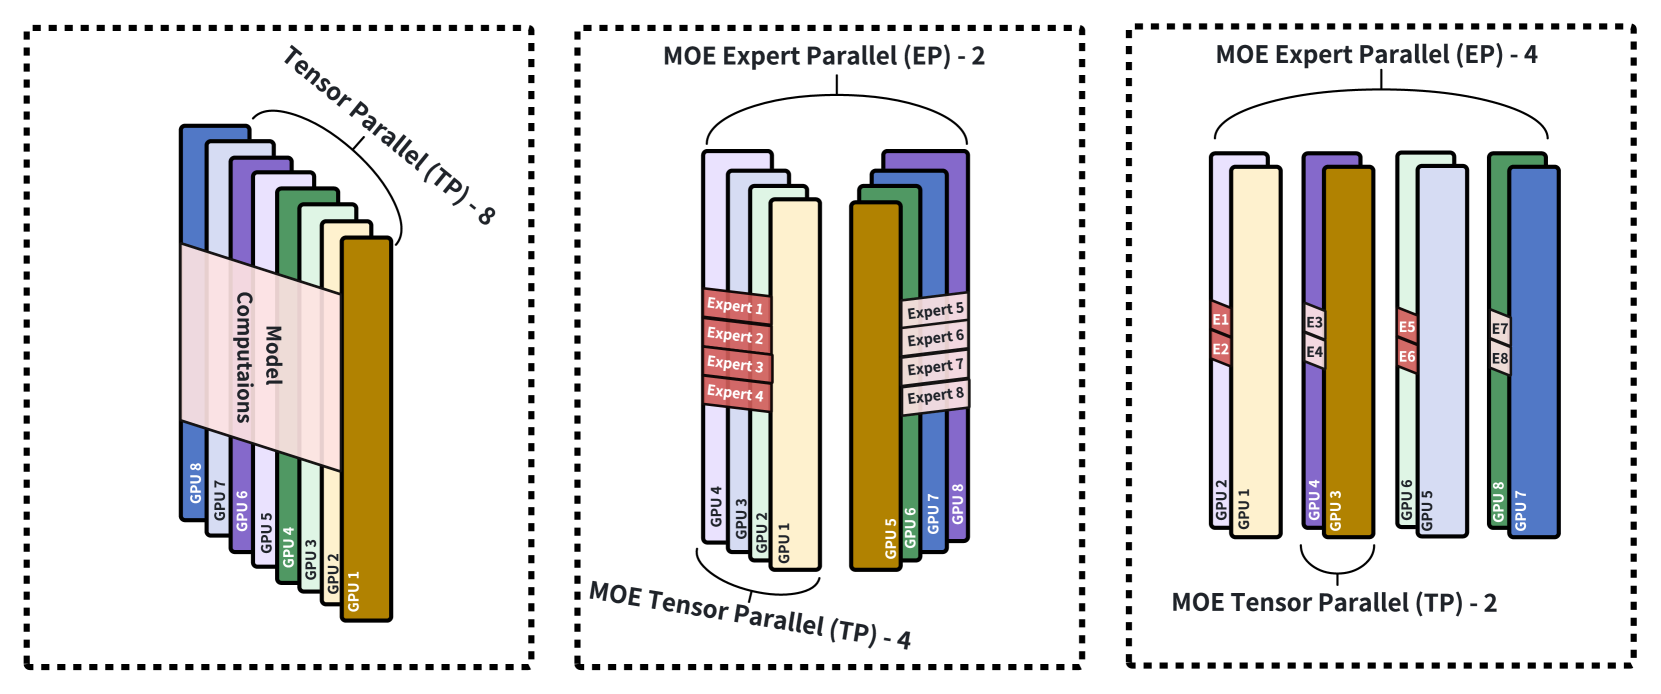 Tensor Parallel (TP) - 8
Model
Computaions
GPU 8
GPU 7
GPU 6
GPU 5
GPU 4
GPU 3
GPU 2
GPU 1
MOE Expert Parallel (EP) - 2
Expert 1
Expert 2
Expert 3
Expert 4
Expert 5
Expert 6
Expert 7
Expert 8
GPU 4
GPU 3
GPU 2
GPU 1
GPU 5
GPU 6
GPU 7
GPU 8
MOE Tensor Parallel (TP) - 4
MOE Expert Parallel (EP) - 4
E1
E2
E3
E4
E5
E6
E7
E8
GPU 2
GPU 1
GPU 4
GPU 3
GPU 6
GPU 5
GPU 8
GPU 7
MOE Tensor Parallel (TP) - 2